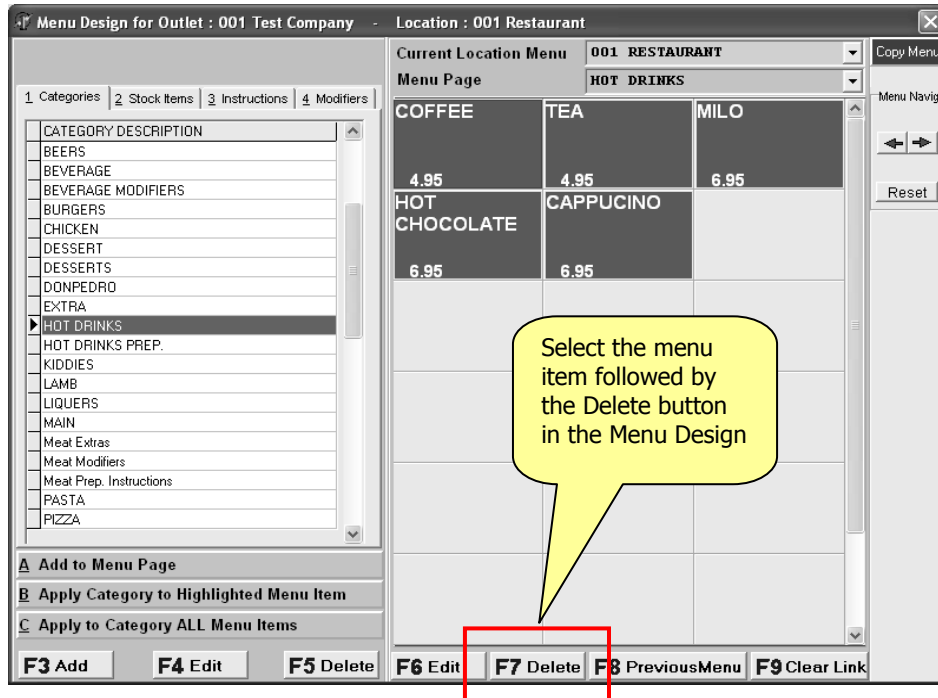 Menu Design for Outlet : 001 Test Company - Location : 001 Restaurant
Current Location Menu 001 RESTAURANT
Menu Page HOT DRINKS
Copy Menu
Menu Navig
Reset
1 Categories 2 Stock Items 3 Instructions 4 Modifiers
CATEGORY DESCRIPTION
BEERS
BEVERAGE
BEVERAGE MODIFIERS
BURGERS
CHICKEN
DESSERT
DESSERTS
DONPEDRO
EXTRA
HOT DRINKS
HOT DRINKS PREP.
KIDDIES
LAMB
LIQUERS
MAIN
Meat Extras
Meat Modifiers
Meat Prep. Instructions
PASTA
PIZZA
A Add to Menu Page
B Apply Category to Highlighted Menu Item
C Apply to Category ALL Menu Items
F3 Add F4 Edit F5 Delete
COFFEE TEA MILO
4.95 4.95 6.95
HOT CAPPUCINO
CHOCOLATE
6.95 6.95
Select the menu
item followed by
the Delete button
in the Menu Design
F6 Edit F7 Delete F8 PreviousMenu F9 Clear Link